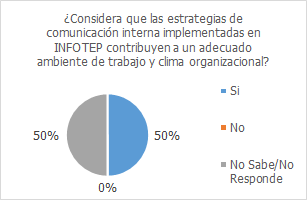 ¿Considera que las estrategias de
comunicación interna implementadas en
INFOTEP contribuyen a un adecuado
ambiente de trabajo y clima organizacional?
50%
50%
0%
Si
No
No Sabe/No
Responde